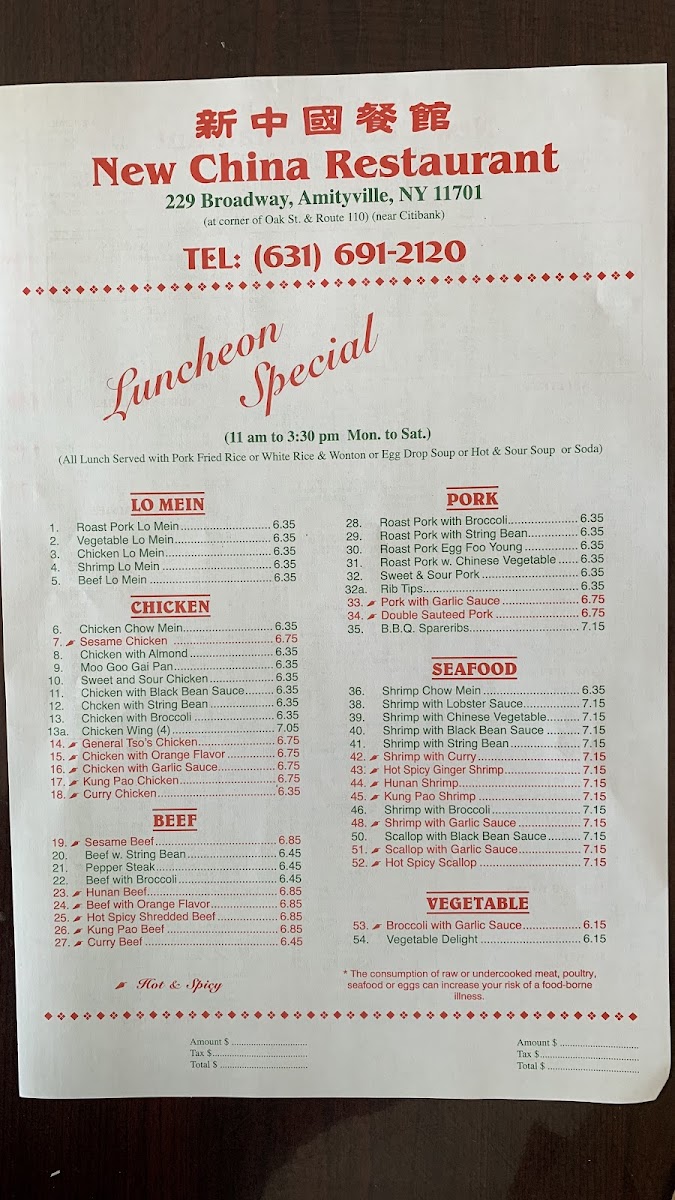 新中國餐館
New China Restaurant
229 Broadway, Amityville, NY 11701
(at corner of Oak St. & Route 110) (near Citibank)
TEL: (631) 691-2120
Luncheon
Special
(11 am to 3:30 pm Mon. to Sat.)
(All Lunch Served with Pork Fried Rice or White Rice & Wonton or Egg Drop Soup or Hot & Sour Soup or Soda)
LO MEIN
1. Roast Pork Lo Mein 6.35
2. Vegetable Lo Mein 6.35
3. Chicken Lo Mein 6.35
4. Shrimp Lo Mein 6.35
5. Beef Lo Mein 6.35
CHICKEN
6. Chicken Chow Mein 6.35
7. Sesame Chicken 6.75
8. Chicken with Almond 6.35
9. Moo Goo Gai Pan 6.35
10. Sweet and Sour Chicken 6.35
11. Chicken with Black Bean Sauce 6.35
12. Chcken with String Bean 6.35
13. Chicken with Broccoli 6.35
13a. Chicken Wing (4) 7.05
14. General Tso's Chicken 6.75
15. Chicken with Orange Flavor 6.75
16. Chicken with Garlic Sauce 6.75
17. Kung Pao Chicken 6.75
18. Curry Chicken 6.35
BEEF
19. Sesame Beef 6.85
20. Beef w. String Bean 6.45
21. Pepper Steak 6.45
22. Beef with Broccoli 6.45
23. Hunan Beef 6.85
24. Beef with Orange Flavor 6.85
25. Hot Spicy Shredded Beef 6.85
26. Kung Pao Beef 6.85
27. Curry Beef 6.45
Hot & Spicy
PORK
28. Roast Pork with Broccoli 6.35
29. Roast Pork with String Bean 6.35
30. Roast Pork Egg Foo Young 6.35
31. Roast Pork w. Chinese Vegetable 6.35
32. Sweet & Sour Pork 6.35
32a. Rib Tips 6.35
33. Pork with Garlic Sauce 6.75
34. Double Sauteed Pork 6.75
35. B.B.Q. Spareribs 7.15
SEAFOOD
36. Shrimp Chow Mein 6.35
38. Shrimp with Lobster Sauce 7.15
39. Shrimp with Chinese Vegetable 7.15
40. Shrimp with Black Bean Sauce 7.15
41. Shrimp with String Bean 7.15
42. Shrimp with Curry 7.15
43. Hot Spicy Ginger Shrimp 7.15
44. Hunan Shrimp 7.15
45. Kung Pao Shrimp 7.15
46. Shrimp with Broccoli 7.15
48. Shrimp with Garlic Sauce 7.15
50. Scallop with Black Bean Sauce 7.15
51. Scallop with Garlic Sauce 7.15
52. Hot Spicy Scallop 7.15
VEGETABLE
53. Broccoli with Garlic Sauce 6.15
54. Vegetable Delight 6.15
* The consumption of raw or undercooked meat, poultry,
seafood or eggs can increase your risk of a food-borne
illness.
Amount $
Tax $
Total $
Amount $
Tax $
Total $